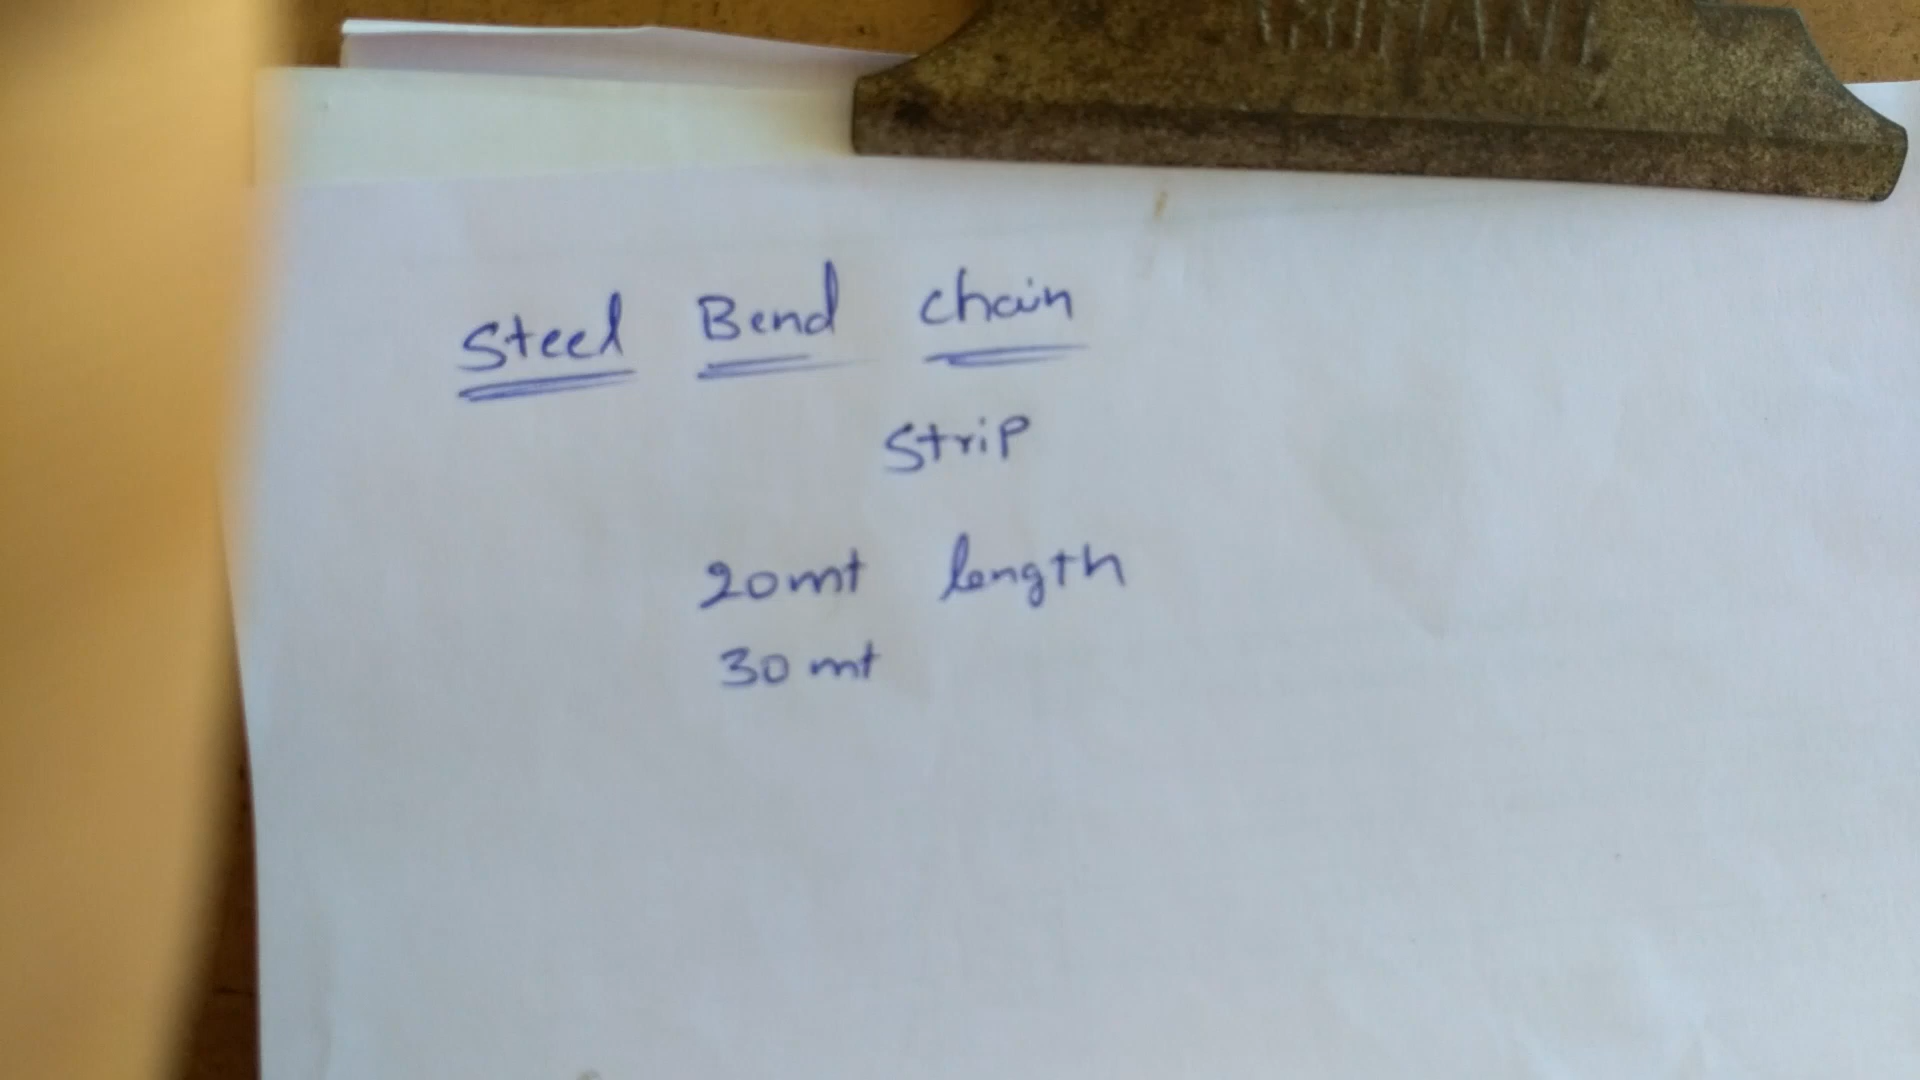 Steel Bend chain
Strip
20mt length
30 mt